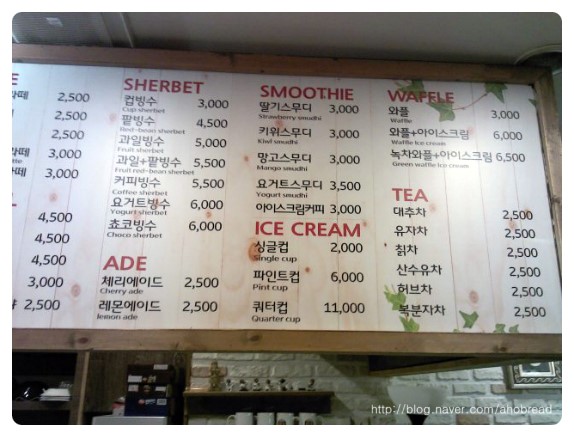 2,500
2,500
2,500
3,000
3,000
4,500
4,500
4,500
3,000
2,500
SHERBET
컵빙수 3,000
Cup sherbet
팥빙수 4,500
Red-bean sherbet
과일빙수 5,000
Fruit sherbet
과일+팥빙수 5,500
Fruit red-bean sherbet
커피빙수 5,500
Coffee sherbet
요거트빙수 6,000
Yogurt sherbet
쵸코빙수 6,000
Choco sherbet
ADE
체리에이드 2,500
Cherry ade
레몬에이드 2,500
lemon ade
SMOOTHIE
딸기스무디 3,000
Strawberry smudhi
키위스무디 3,000
Kiwi smudhi
망고스무디 3,000
Mango smudhi
요거트스무디 3,500
Yogurt smudhi
아이스크림커피 3,000
ICE CREAM
싱글컵 2,000
Single cup
파인트컵 6,000
Pint cup
쿼터컵 11,000
Quarter cup
WAFFLE
와플 3,000
Waffle
와플+아이스크림 6,000
Waffle Ice cream
녹차와플+아이스크림 6,500
Green waffle Ice cream
TEA
대추차 2,500
유자차 2,500
칡차 2,500
산수유차 2,500
허브차 2,500
복분자차 2,500
http://blog.naver.com/ahobread